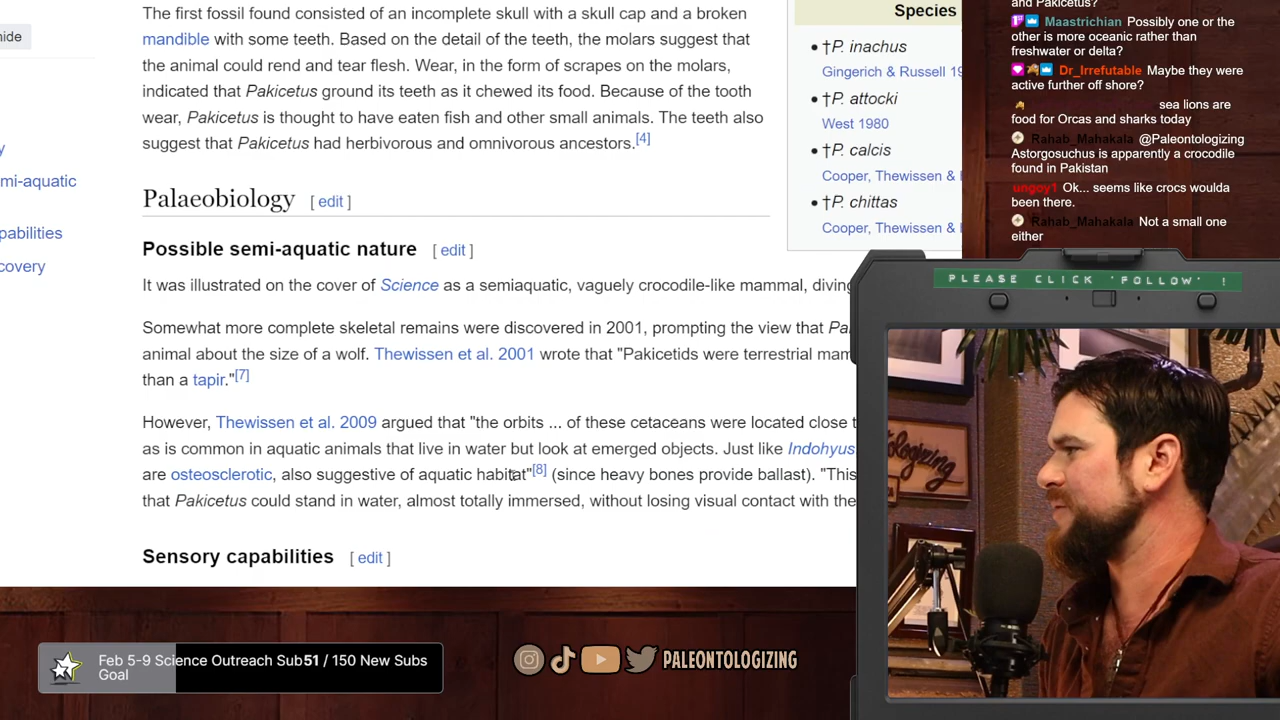 The first fossil found consisted of an incomplete skull with a skull cap and a broken
mandible with some teeth. Based on the detail of the teeth, the molars suggest that
the animal could rend and tear flesh. Wear, in the form of scrapes on the molars,
indicated that Pakicetus ground its teeth as it chewed its food. Because of the tooth
wear, Pakicetus is thought to have eaten fish and other small animals. The teeth also
suggest that Pakicetus had herbivorous and omnivorous ancestors.[4]
Palaeobiology [ edit ]
Possible semi-aquatic nature [ edit ]
It was illustrated on the cover of Science as a semiaquatic, vaguely crocodile-like mammal, diving
Somewhat more complete skeletal remains were discovered in 2001, prompting the view that Pa
animal about the size of a wolf. Thewissen et al. 2001 wrote that "Pakicetids were terrestrial mam
than a tapir."[7]
However, Thewissen et al. 2009 argued that "the orbits ... of these cetaceans were located close t
as is common in aquatic animals that live in water but look at emerged objects. Just like Indohyus
are osteosclerotic, also suggestive of aquatic habitat"[8] (since heavy bones provide ballast). "This
that Pakicetus could stand in water, almost totally immersed, without losing visual contact with the
Sensory capabilities [ edit ]
hide
y
mi-aquatic
pabilities
covery
Species
• †P. inachus
Gingerich & Russell 19
• †P. attocki
West 1980
• †P. calcis
Cooper, Thewissen & 
• †P. chittas
Cooper, Thewissen & 
and Pakicetus?
Maastrichian Possibly one or the
other is more oceanic rather than
freshwater or delta?
Dr_Irrefutable Maybe they were
active further off shore?
sea lions are
food for Orcas and sharks today
Rahab_Mahakala @Paleontologizing
Astorgosuchus is apparently a crocodile
found in Pakistan
ungoy1 Ok... seems like crocs woulda
been there.
Rahab_Mahakala Not a small one
either
PLEASE CLICK 'FOLLOW' !
ologizing
Feb 5-9 Science Outreach Sub 51 / 150 New Subs
Goal
PALEONTOLOGIZING